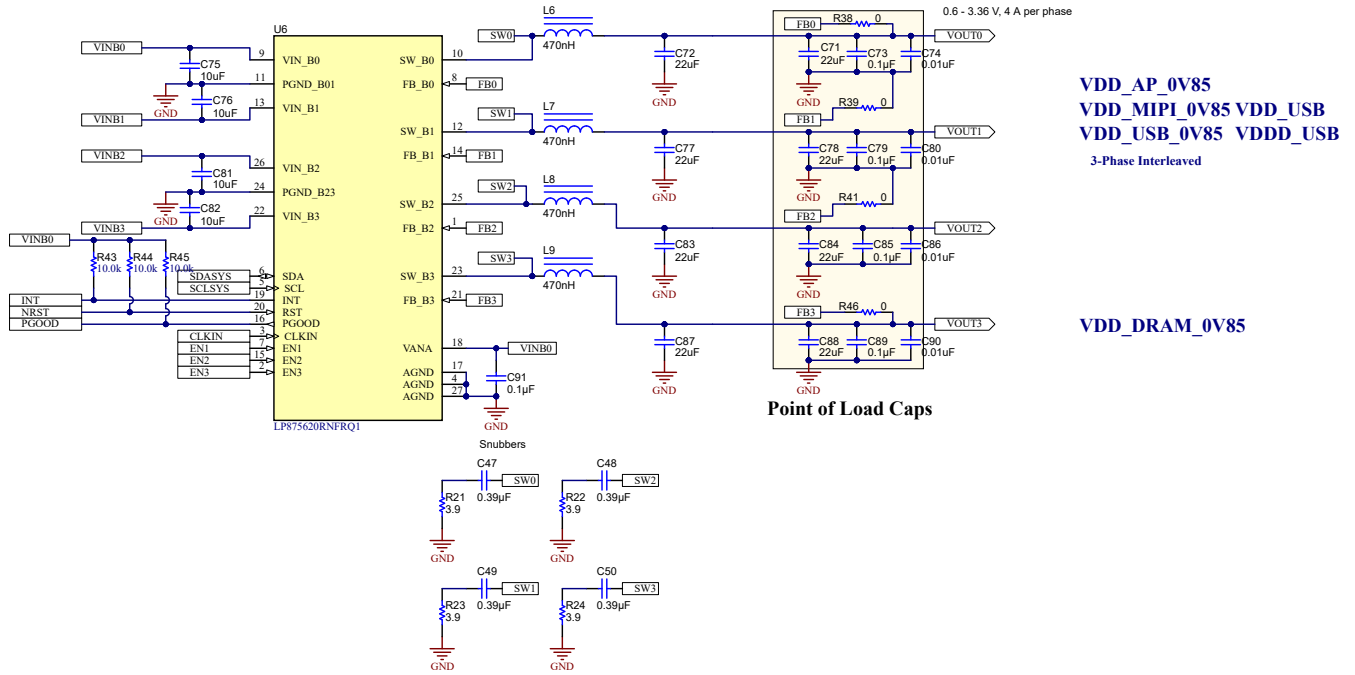 L6
470nH
SW0
0.6 - 3.36 V, 4 A per phase
FB0
R38
0
VOUT0
U6
VINB0
9
VIN_B0
SW_B0
10
C75
10uF
C72
22uF
GND
C71
22uF
C73
0.1µF
C74
0.01uF
GND
11
PGND_B01
FB_B0
8
FB0
GND
C76
10uF
VINB1
13
VIN_B1
SW1
L7
470nH
R39
0
FB1
VDD_AP_0V85
VDD_MIPI_0V85 VDD_USB
VDD_USB_0V85 VDDD_USB
3-Phase Interleaved
SW_B1
12
VOUT1
C77
22uF
GND
C78
22uF
C79
0.1µF
C80
0.01uF
GND
FB_B1
14
FB1
VINB2
26
VIN_B2
C81
10uF
L8
470nH
SW2
24
PGND_B23
SW_B2
25
R41
0
FB2
GND
C82
10uF
VINB3
22
VIN_B3
FB_B2
1
FB2
VOUT2
C83
22uF
GND
C84
22uF
C85
0.1µF
C86
0.01uF
GND
VINB0
R43
10.0k
R44
10.0k
R45
10.0k
SW3
L9
470nH
SDASYS
6
SDA
SW_B3
23
SCLSYS
5
SCL
INT
19
INT
FB_B3
21
FB3
NRST
20
RST
PGOOD
16
PGOOD
FB3
R46
0
VOUT3
VDD_DRAM_0V85
CLKIN
3
CLKIN
EN1
7
EN1
VANA
18
VINB0
C87
22uF
GND
C88
22uF
C89
0.1µF
C90
0.01uF
GND
EN2
15
EN2
EN3
2
EN3
AGND
17
AGND
4
AGND
27
C91
0.1µF
GND
Point of Load Caps
LP875620RNFRQ1
Snubbers
C47
0.39µF
SW0
R21
3.9
GND
C48
0.39µF
SW2
R22
3.9
GND
C49
0.39µF
SW1
R23
3.9
GND
C50
0.39µF
SW3
R24
3.9
GND